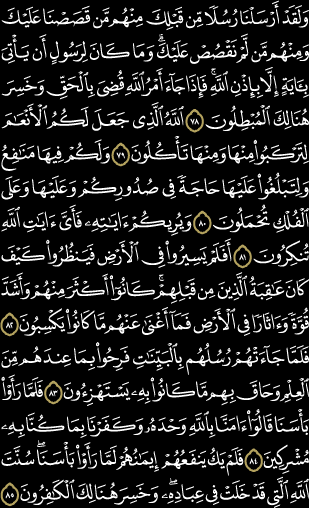 وَلَقَدْ أَرْسَلْنَا رُسُلًا مِّن قَبْلِكَ مِنْهُم مَّن قَصَصْنَا عَلَيْكَ
وَمِنْهُم مَّن لَّمْ نَقْصُصْ عَلَيْكَ ۗ وَمَا كَانَ لِرَسُولٍ أَن يَأْتِىَ
بِـَٔايَةٍ إِلَّا بِإِذْنِ ٱللَّهِ ۚ فَإِذَا جَآءَ أَمْرُ ٱللَّهِ قُضِىَ بِٱلْحَقِّ وَخَسِرَ
هُنَالِكَ ٱلْمُبْطِلُونَ ٧٨ ٱللَّهُ ٱلَّذِى جَعَلَ لَكُمُ ٱلْأَنْعَٰمَ
لِتَرْكَبُوا۟ مِنْهَا وَمِنْهَا تَأْكُلُونَ ٧٩ وَلَكُمْ فِيهَا مَنَٰفِعُ
وَلِتَبْلُغُوا۟ عَلَيْهَا حَاجَةً فِى صُدُورِكُمْ وَعَلَيْهَا وَعَلَى
ٱلْفُلْكِ تُحْمَلُونَ ٨٠ وَيُرِيكُمْ ءَايَٰتِهِۦ فَأَىَّ ءَايَٰتِ ٱللَّهِ
تُنكِرُونَ ٨١ أَفَلَمْ يَسِيرُوا۟ فِى ٱلْأَرْضِ فَيَنظُرُوا۟ كَيْفَ
كَانَ عَٰقِبَةُ ٱلَّذِينَ مِن قَبْلِهِمْ ۚ كَانُوٓا۟ أَكْثَرَ مِنْهُمْ وَأَشَدَّ
قُوَّةً وَءَاثَارًا فِى ٱلْأَرْضِ فَمَآ أَغْنَىٰ عَنْهُم مَّا كَانُوا۟ يَكْسِبُونَ ٨٢
فَلَمَّا جَآءَتْهُمْ رُسُلُهُم بِٱلْبَيِّنَٰتِ فَرِحُوا۟ بِمَا عِندَهُم مِّنَ
ٱلْعِلْمِ وَحَاقَ بِهِم مَّا كَانُوا۟ بِهِۦ يَسْتَهْزِءُونَ ٨٣ فَلَمَّا رَأَوْا۟
بَأْسَنَا قَالُوٓا۟ ءَامَنَّا بِٱللَّهِ وَحْدَهُۥ وَكَفَرْنَا بِمَا كُنَّا بِهِۦ
مُشْرِكِينَ ٨٤ فَلَمْ يَكُ يَنفَعُهُمْ إِيمَٰنُهُمْ لَمَّا رَأَوْا۟ بَأْسَنَا ۖ سُنَّتَ
ٱللَّهِ ٱلَّتِى قَدْ خَلَتْ فِى عِبَادِهِۦ ۖ وَخَسِرَ هُنَالِكَ ٱلْكَٰفِرُونَ ٨٥